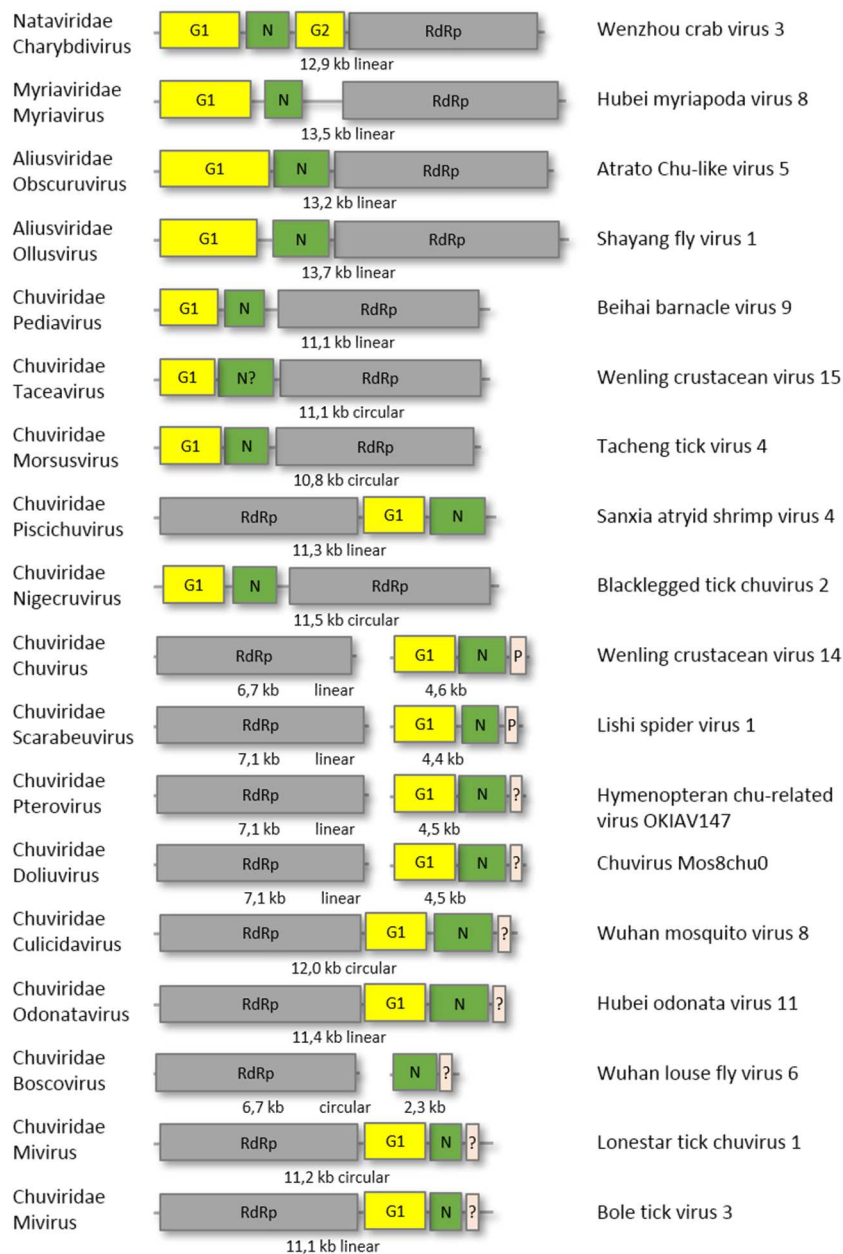 Nataviridae
Charybdivirus
G1 N G2 RdRp
Wenzhou crab virus 3
12,9 kb linear
Myriaviridae
Myriavirus
G1 N RdRp
Hubei myriapoda virus 8
13,5 kb linear
Aliusviridae
Obscuruvirus
G1 N RdRp
Atrato Chu-like virus 5
13,2 kb linear
Aliusviridae
Ollusvirus
G1 N RdRp
Shayang fly virus 1
13,7 kb linear
Chuviridae
Pediavirus
G1 N RdRp
Beihai barnacle virus 9
11,1 kb linear
Chuviridae
Taceavirus
G1 N? RdRp
Wenling crustacean virus 15
11,1 kb circular
Chuviridae
Morsusvirus
G1 N RdRp
Tacheng tick virus 4
10,8 kb circular
Chuviridae
Piscichuvirus
RdRp G1 N
Sanxia atryid shrimp virus 4
11,3 kb linear
Chuviridae
Nigecruvirus
G1 N RdRp
Blacklegged tick chuvirus 2
11,5 kb circular
Chuviridae
Chuvirus
RdRp G1 N P
Wenling crustacean virus 14
6,7 kb linear 4,6 kb
Chuviridae
Scarabeuvirus
RdRp G1 N P
Lishi spider virus 1
7,1 kb linear 4,4 kb
Chuviridae
Pterovirus
RdRp G1 N ?
Hymenopteran chu-related
virus OKIAV147
7,1 kb linear 4,5 kb
Chuviridae
Doliuvirus
RdRp G1 N ?
Chuvirus Mos8chu0
7,1 kb linear 4,5 kb
Chuviridae
Culicidavirus
RdRp G1 N ?
Wuhan mosquito virus 8
12,0 kb circular
Chuviridae
Odonatavirus
RdRp G1 N ?
Hubei odonata virus 11
11,4 kb linear
Chuviridae
Boscovirus
RdRp N ?
Wuhan louse fly virus 6
6,7 kb circular 2,3 kb
Chuviridae
Mivirus
RdRp G1 N ?
Lonestar tick chuvirus 1
11,2 kb circular
Chuviridae
Mivirus
RdRp G1 N ?
Bole tick virus 3
11,1 kb linear